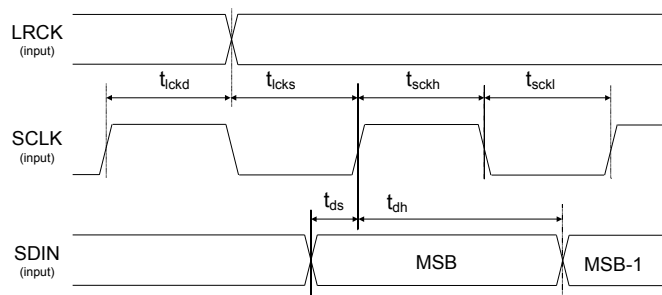 LRCK
(input)
t_lckd
t_lcks
t_sckh
t_sckl
SCLK
(input)
t_ds
t_dh
SDIN
(input)
MSB
MSB-1